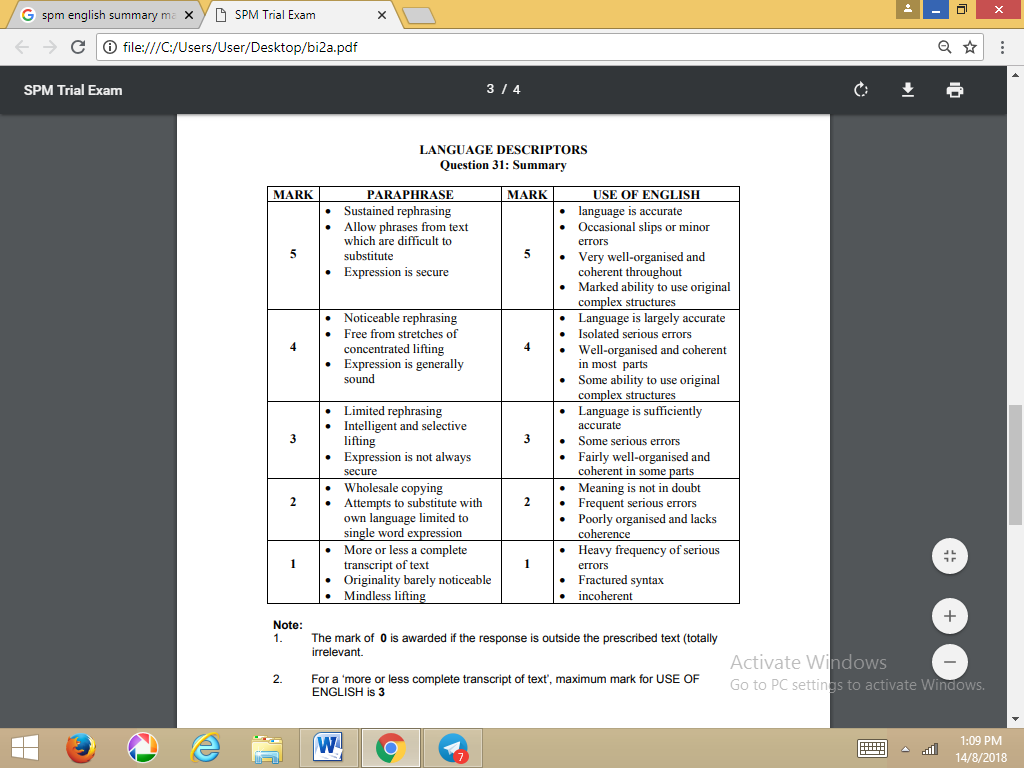 spm english summary ma
SPM Trial Exam
file:///C:/Users/User/Desktop/bi2a.pdf
SPM Trial Exam
3 / 4
LANGUAGE DESCRIPTORS
Question 31: Summary
MARK PARAPHRASE MARK USE OF ENGLISH
5
• Sustained rephrasing
• Allow phrases from text
which are difficult to
substitute
• Expression is secure
5
• language is accurate
• Occasional slips or minor
errors
• Very well-organised and
coherent throughout
• Marked ability to use original
complex structures
4
• Noticeable rephrasing
• Free from stretches of
concentrated lifting
• Expression is generally
sound
4
• Language is largely accurate
• Isolated serious errors
• Well-organised and coherent
in most parts
• Some ability to use original
complex structures
3
• Limited rephrasing
• Intelligent and selective
lifting
• Expression is not always
secure
3
• Language is sufficiently
accurate
• Some serious errors
• Fairly well-organised and
coherent in some parts
2
• Wholesale copying
• Attempts to substitute with
own language limited to
single word expression
2
• Meaning is not in doubt
• Frequent serious errors
• Poorly organised and lacks
coherence
1
• More or less a complete
transcript of text
• Originality barely noticeable
• Mindless lifting
1
• Heavy frequency of serious
errors
• Fractured syntax
• incoherent
Note:
1. The mark of 0 is awarded if the response is outside the prescribed text (totally
irrelevant.
2. For a ‘more or less complete transcript of text’, maximum mark for USE OF
ENGLISH is 3
Activate Windows
Go to PC settings to activate Windows.
7
1:09 PM
14/8/2018